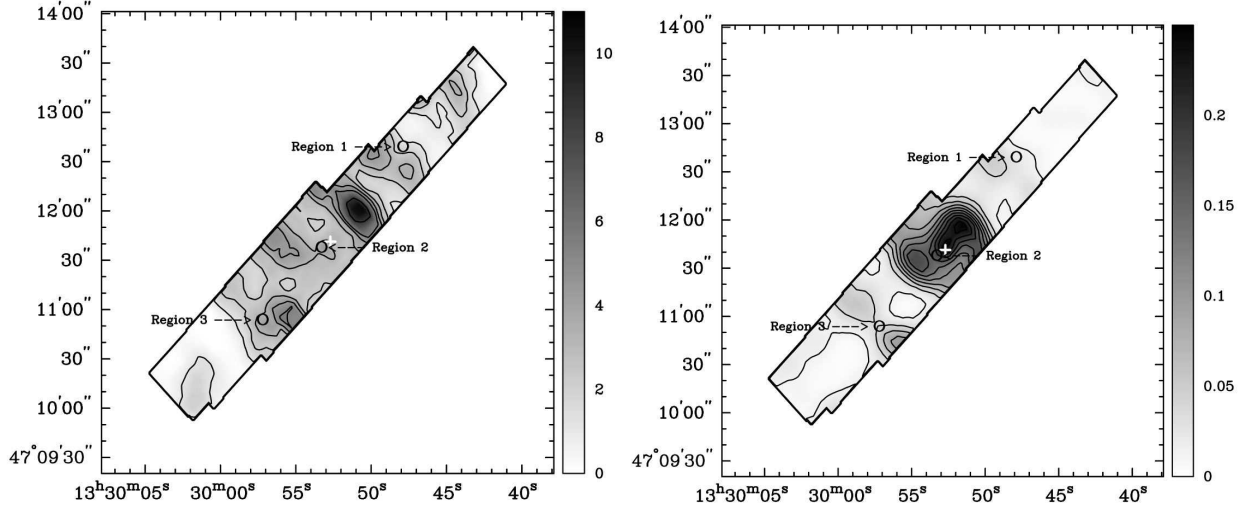 14′00″
30″
13′00″
30″
12′00″
30″
11′00″
30″
10′00″
47°09′30″
13ʰ30ᵐ05ˢ
30ᵐ00ˢ
55ˢ
50ˢ
45ˢ
40ˢ
Region 1
Region 2
Region 3
10
8
6
4
2
0
14′00″
30″
13′00″
30″
12′00″
30″
11′00″
30″
10′00″
47°09′30″
13ʰ30ᵐ05ˢ
30ᵐ00ˢ
55ˢ
50ˢ
45ˢ
40ˢ
Region 1
Region 2
Region 3
0.2
0.15
0.1
0.05
0